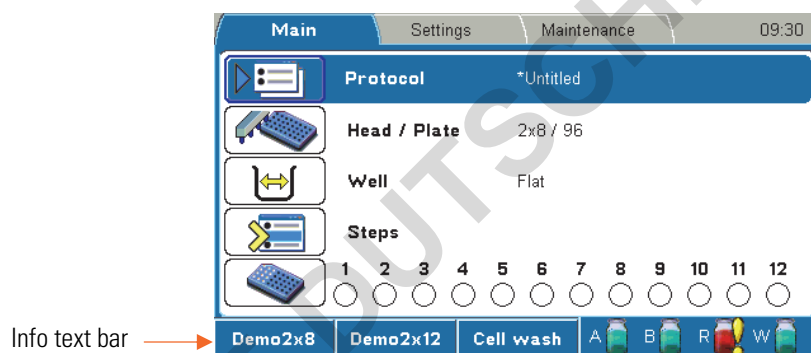 Main Settings Maintenance 09:30
Protocol *Untitled
Head / Plate 2x8 / 96
Well Flat
Steps
1 2 3 4 5 6 7 8 9 10 11 12
Info text bar Demo2x8 Demo2x12 Cell wash A B R W
DUTSCH